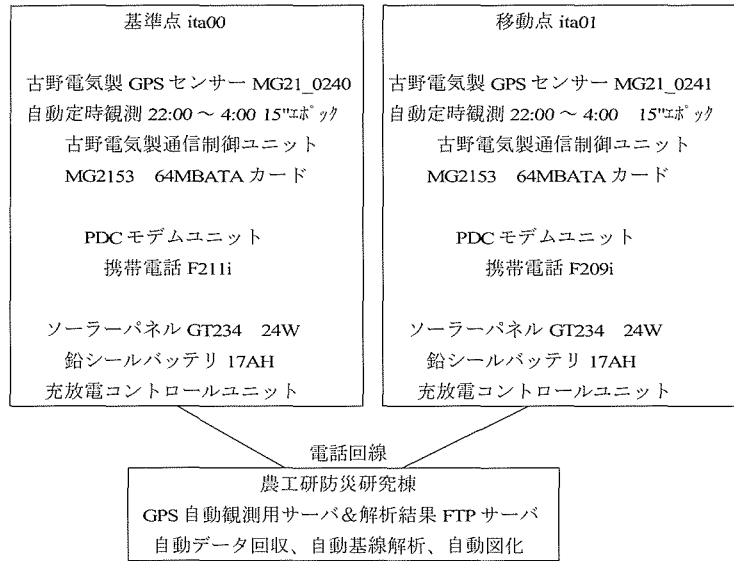 基準点 ita00
古野電気製 GPS センサー MG21_0240
自動定時観測 22:00 ～ 4:00 15"ｴﾎﾟｯｸ
古野電気製通信制御ユニット
MG2153 64MBATA カード
PDC モデムユニット
携帯電話 F211i
ソーラーパネル GT234 24W
鉛シールバッテリ 17AH
充放電コントロールユニット
移動点 ita01
古野電気製 GPS センサー MG21_0241
自動定時観測 22:00 ～ 4:00 15"ｴﾎﾟｯｸ
古野電気製通信制御ユニット
MG2153 64MBATA カード
PDC モデムユニット
携帯電話 F209i
ソーラーパネル GT234 24W
鉛シールバッテリ 17AH
充放電コントロールユニット
電話回線
農工研防災研究棟
GPS 自動観測用サーバ＆解析結果 FTP サーバ
自動データ回収、自動基線解析、自動図化